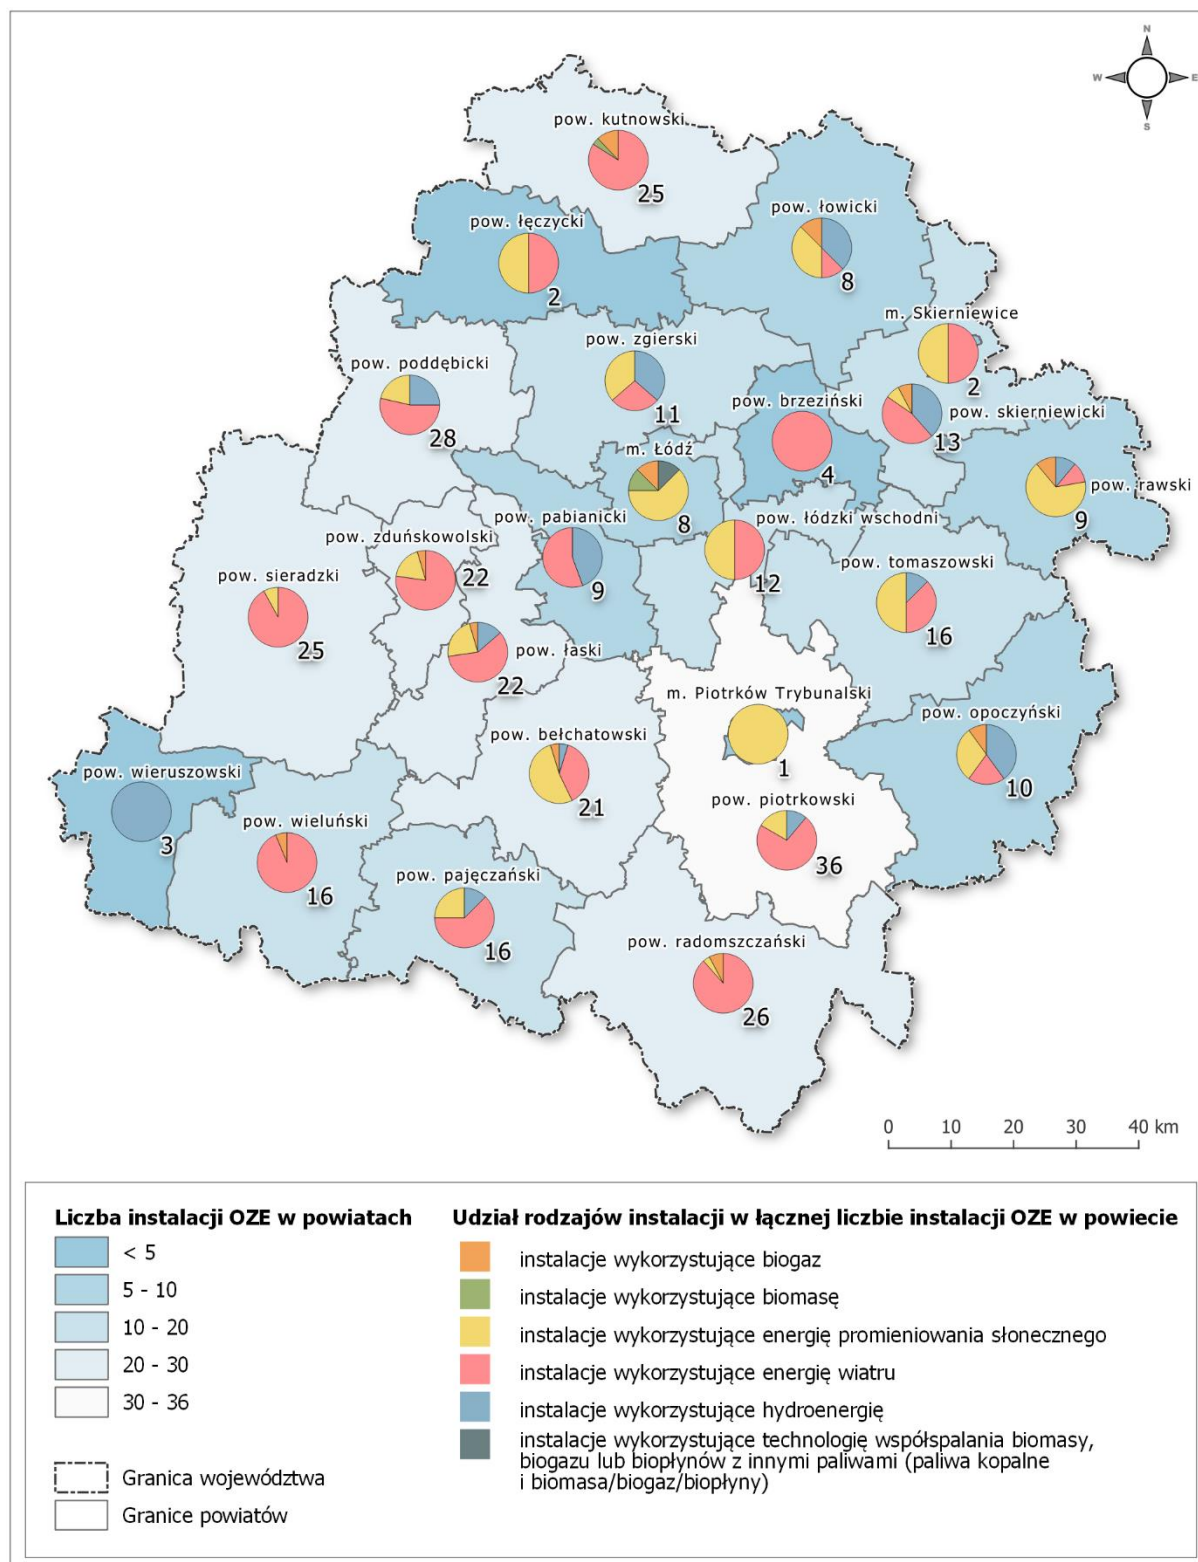 N
W
E
S
pow. kutnowski
25
pow. łęczycki
2
pow. łowicki
8
m. Skierniewice
2
pow. zgierski
11
pow. poddębicki
28
pow. brzeziński
4
pow. skierniewicki
13
m. Łódź
8
pow. rawski
9
pow. pabianicki
9
pow. łódzki wschodni
12
pow. zduńskowolski
22
pow. tomaszowski
16
pow. sieradzki
25
pow. łaski
22
m. Piotrków Trybunalski
1
pow. opoczyński
10
pow. bełchatowski
21
pow. wieruszowski
3
pow. piotrkowski
36
pow. wieluński
16
pow. pajęczański
16
pow. radomszczański
26
0 10 20 30 40 km
Liczba instalacji OZE w powiatach
< 5
5 - 10
10 - 20
20 - 30
30 - 36
Granica województwa
Granice powiatów
Udział rodzajów instalacji w łącznej liczbie instalacji OZE w powiecie
instalacje wykorzystujące biogaz
instalacje wykorzystujące biomasę
instalacje wykorzystujące energię promieniowania słonecznego
instalacje wykorzystujące energię wiatru
instalacje wykorzystujące hydroenergię
instalacje wykorzystujące technologię współspalania biomasy,
biogazu lub biopłynów z innymi paliwami (paliwa kopalne
i biomasa/biogaz/biopłyny)